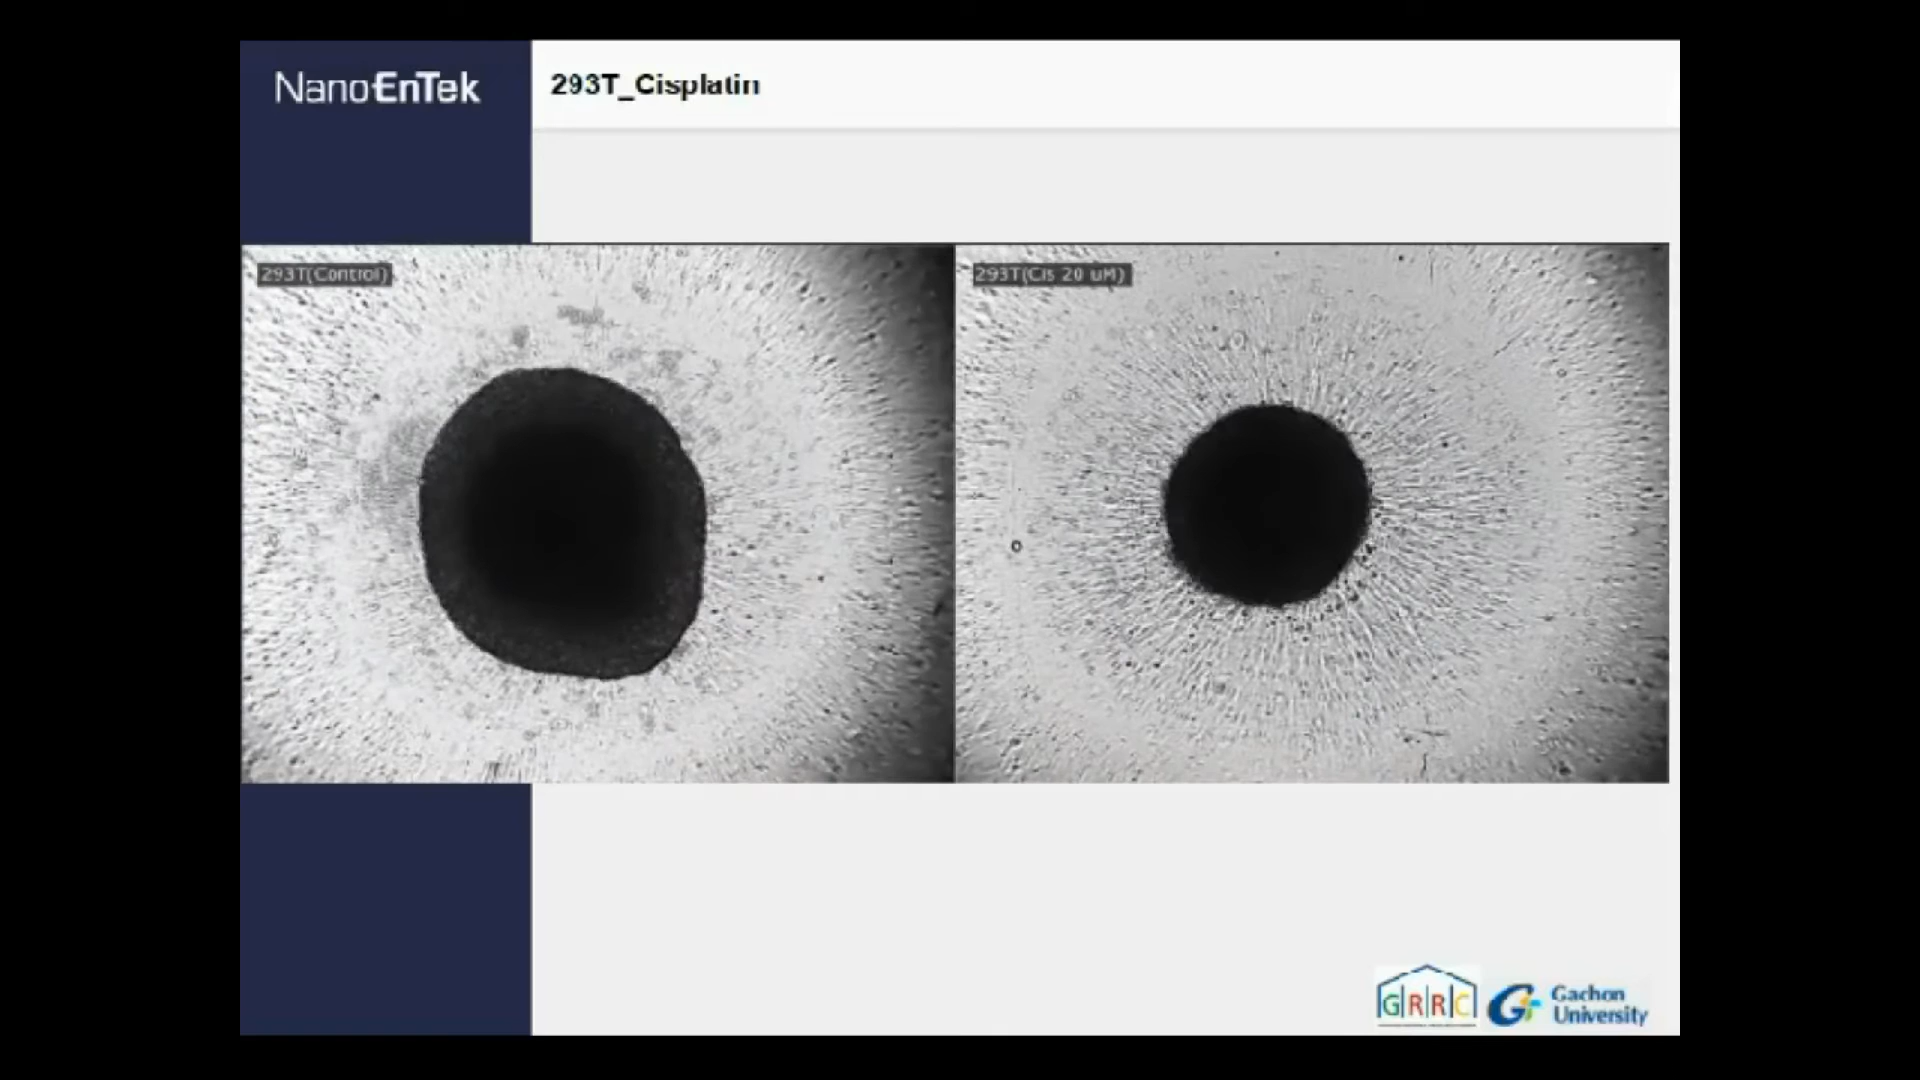 NanoEnTek
293T_Cisplatin
293T(Control)
293T(Cis 20 uM)
GRRC
Gachon
University